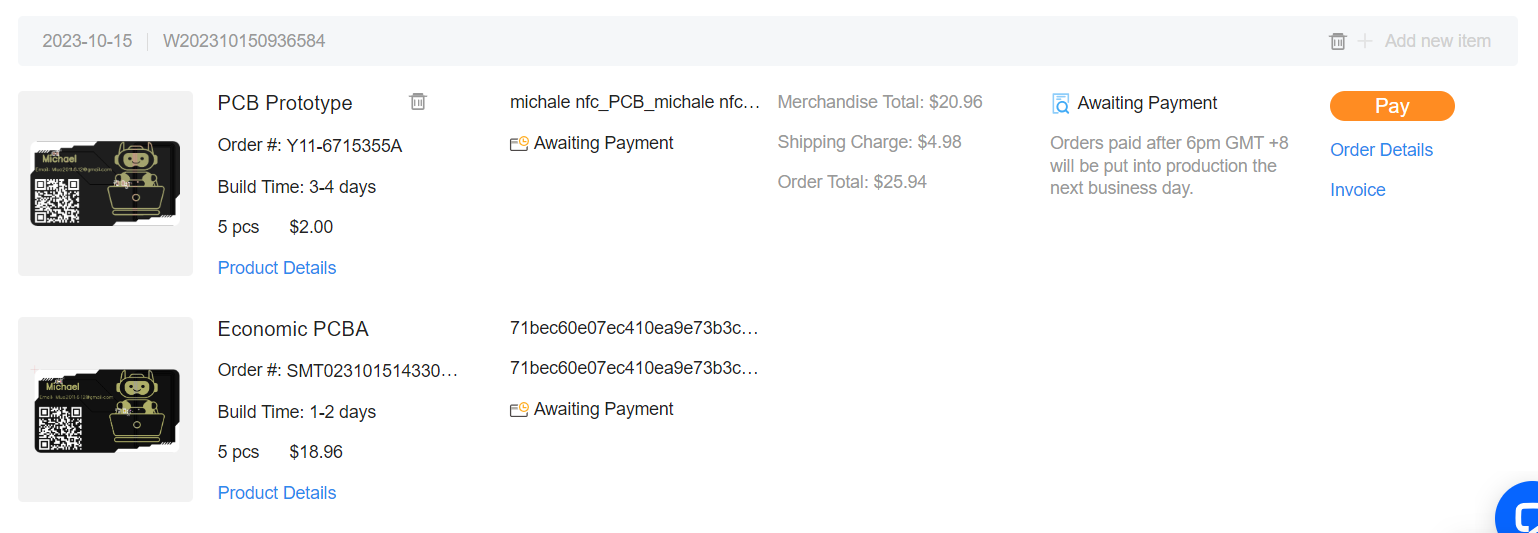 2023-10-15 W202310150936584 Add new item
PCB Prototype
Order #: Y11-6715355A
Build Time: 3-4 days
5 pcs $2.00
Product Details
michale nfc_PCB_michale nfc...
Awaiting Payment
Merchandise Total: $20.96
Shipping Charge: $4.98
Order Total: $25.94
Awaiting Payment
Orders paid after 6pm GMT +8
will be put into production the
next business day.
Pay
Order Details
Invoice
Michael
Economic PCBA
Order #: SMT023101514330...
Build Time: 1-2 days
5 pcs $18.96
Product Details
71bec60e07ec410ea9e73b3c...
71bec60e07ec410ea9e73b3c...
Awaiting Payment
Michael